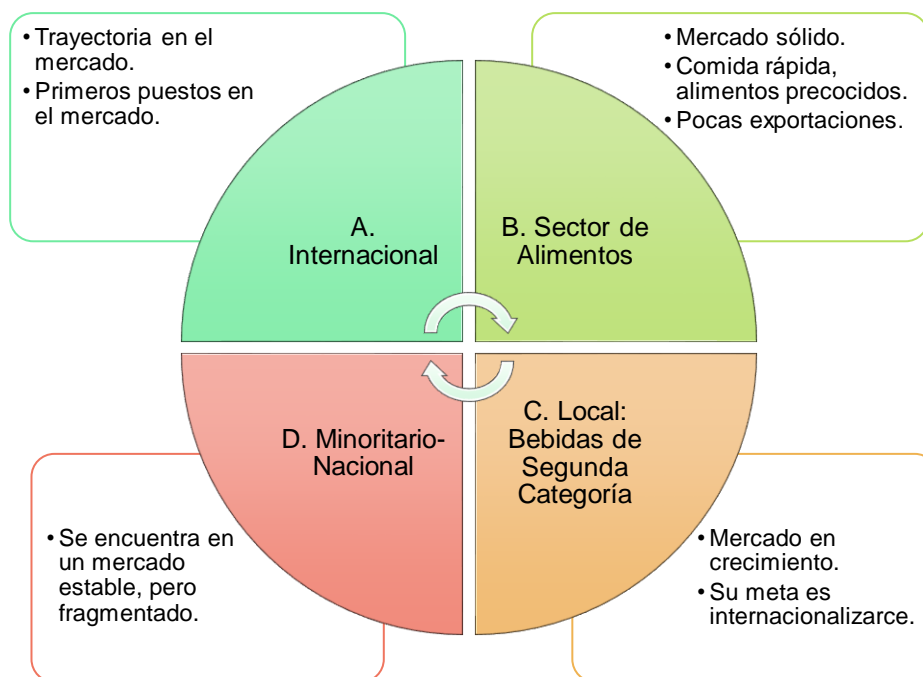 • Trayectoria en el
mercado.
• Primeros puestos en
el mercado.
• Mercado sólido.
• Comida rápida,
alimentos precocidos.
• Pocas exportaciones.
A.
Internacional
B. Sector de
Alimentos
D. Minoritario-
Nacional
C. Local:
Bebidas de
Segunda
Categoría
• Se encuentra en
un mercado
estable, pero
fragmentado.
• Mercado en
crecimiento.
• Su meta es
internacionalizarce.